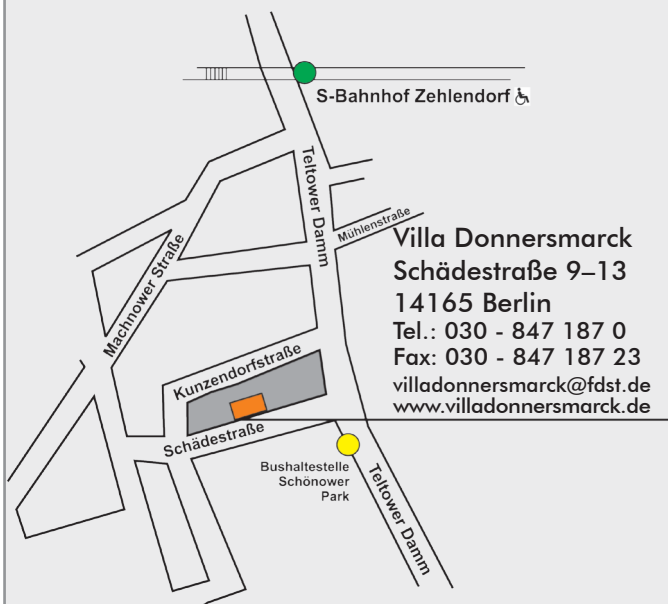 S-Bahnhof Zehlendorf
Teltower Damm
Mühlenstraße
Machnower Straße
Villa Donnersmarck
Schädestraße 9–13
14165 Berlin
Tel.: 030 - 847 187 0
Fax: 030 - 847 187 23
villadonnersmarck@fdst.de
www.villadonnersmarck.de
Kunzendorfstraße
Schädestraße
Bushaltestelle
Schönower
Park
Teltower Damm